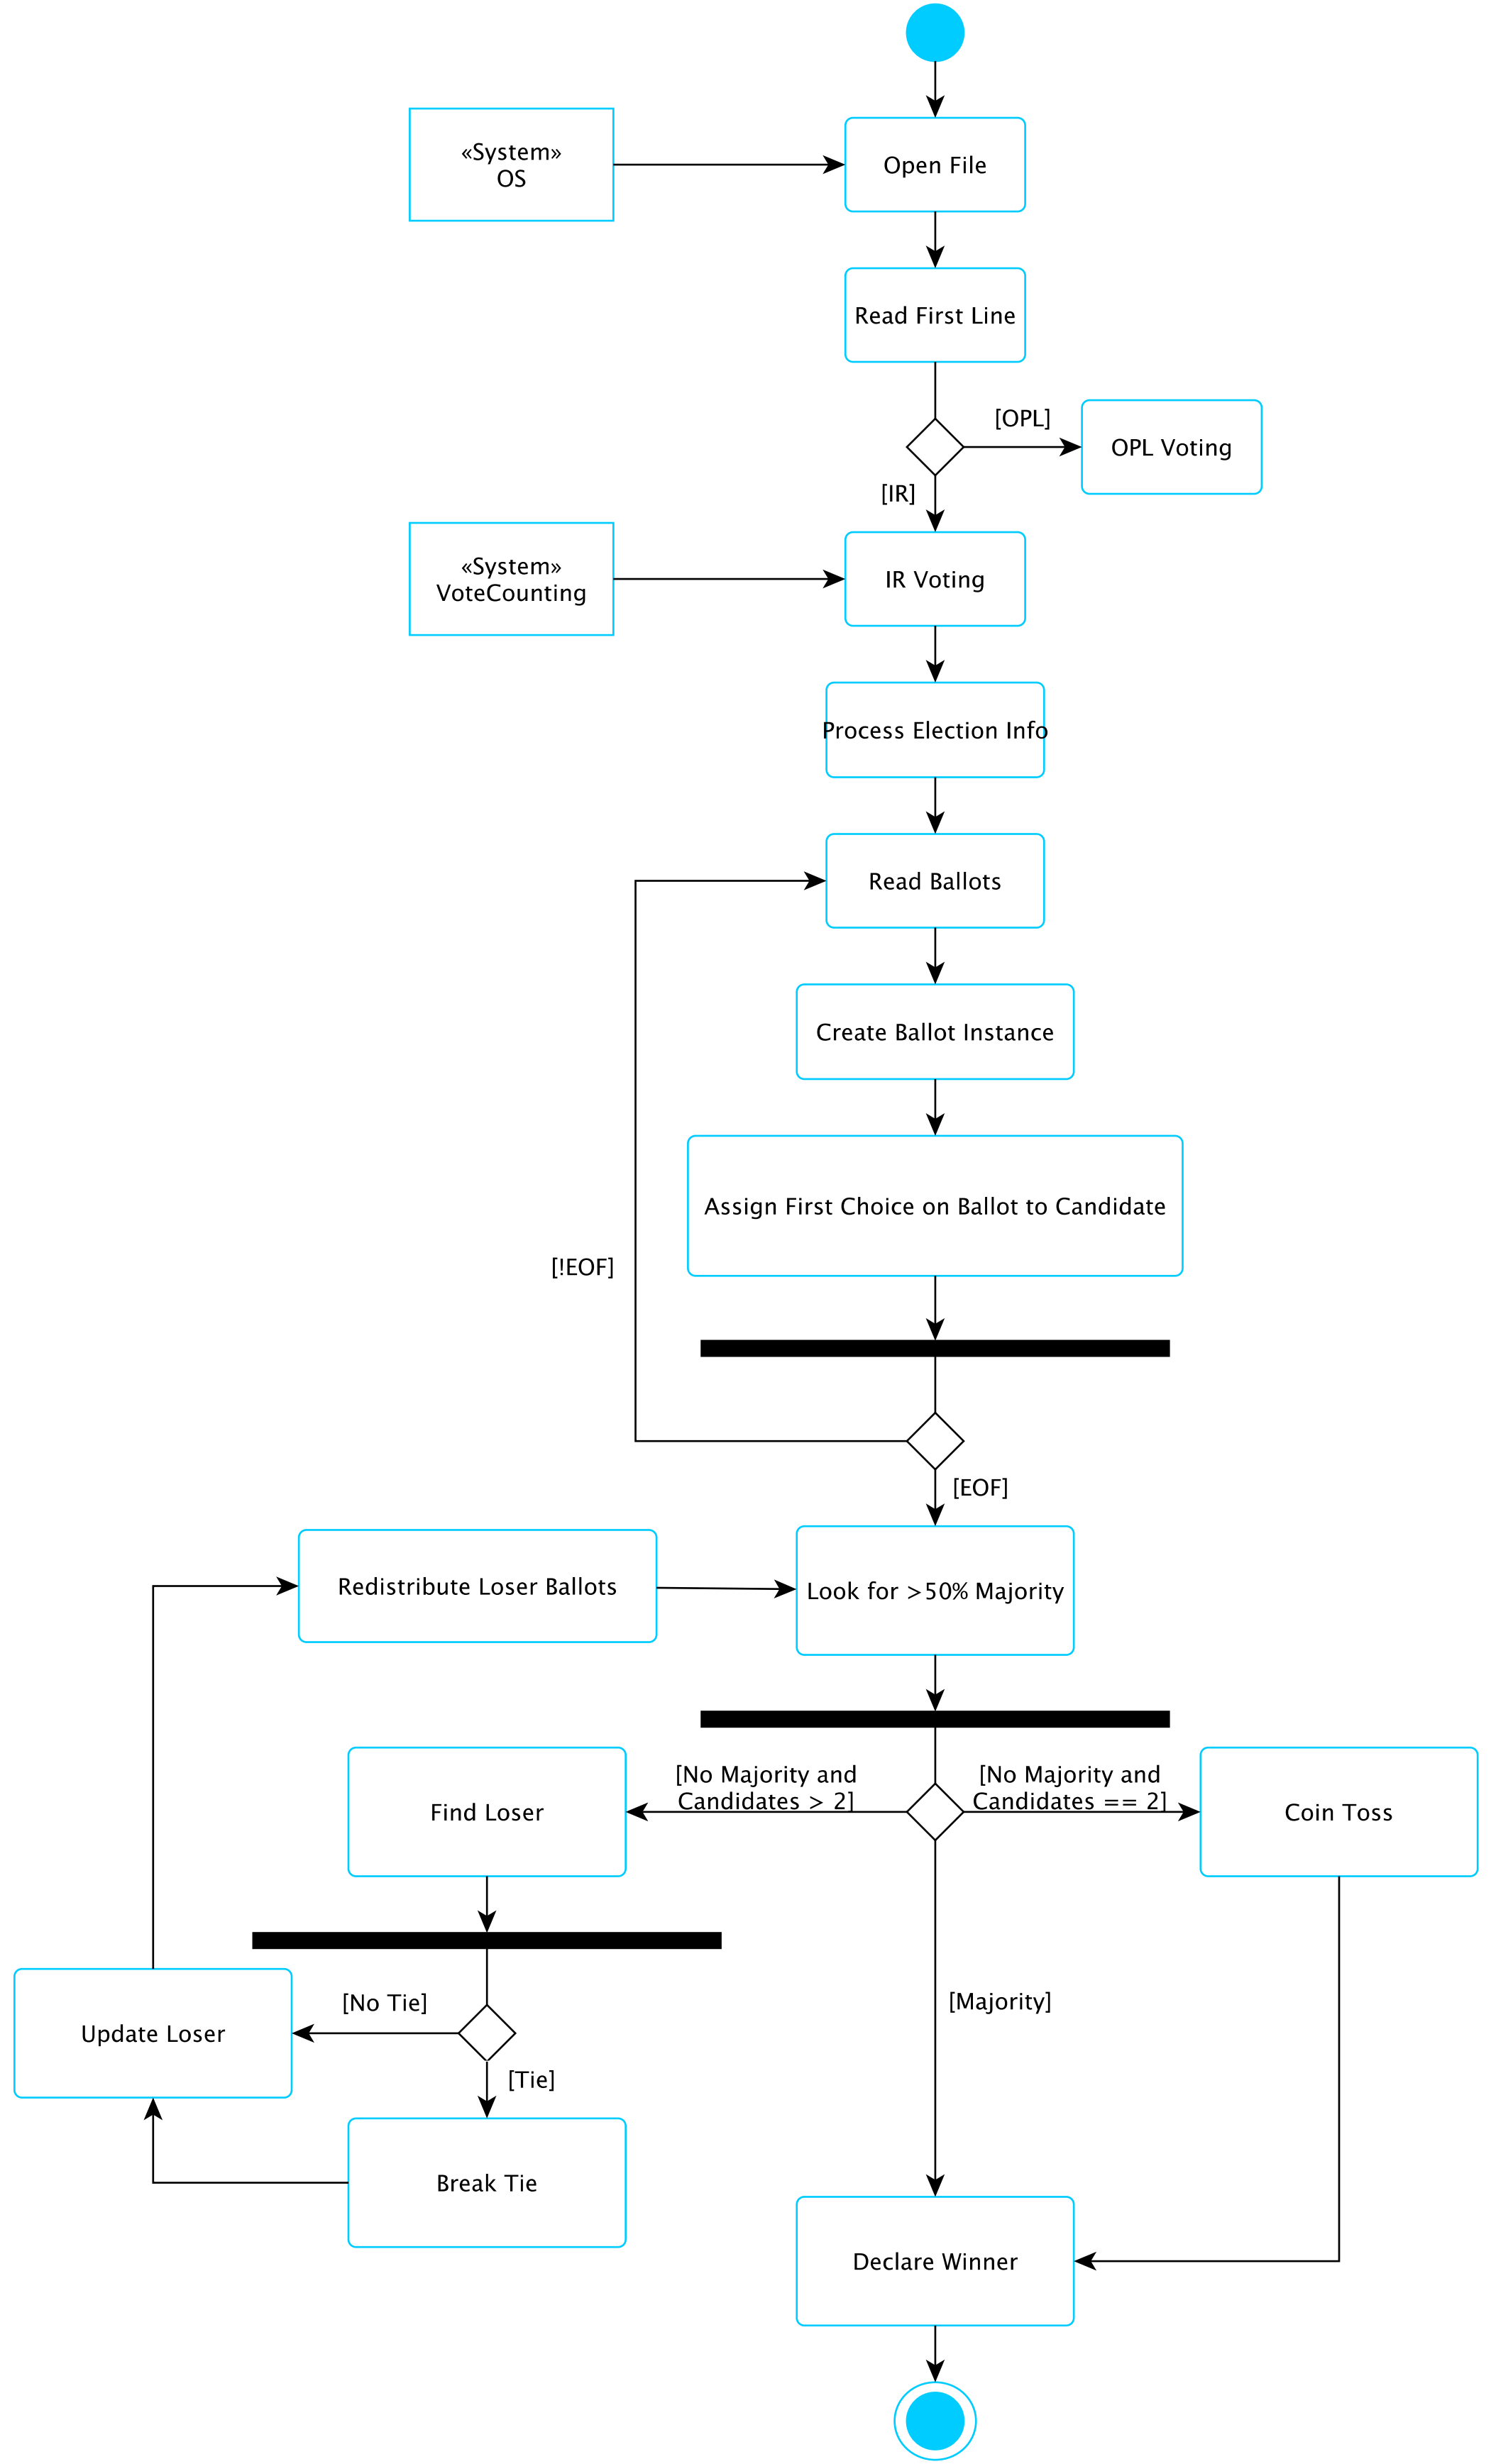 «System»
OS
Open File
Read First Line
[OPL]
OPL Voting
[IR]
«System»
VoteCounting
IR Voting
Process Election Info
Read Ballots
Create Ballot Instance
Assign First Choice on Ballot to Candidate
[!EOF]
[EOF]
Redistribute Loser Ballots
Look for >50% Majority
[No Majority and
Candidates > 2]
[No Majority and
Candidates == 2]
Find Loser
Coin Toss
[No Tie]
[Majority]
Update Loser
[Tie]
Break Tie
Declare Winner